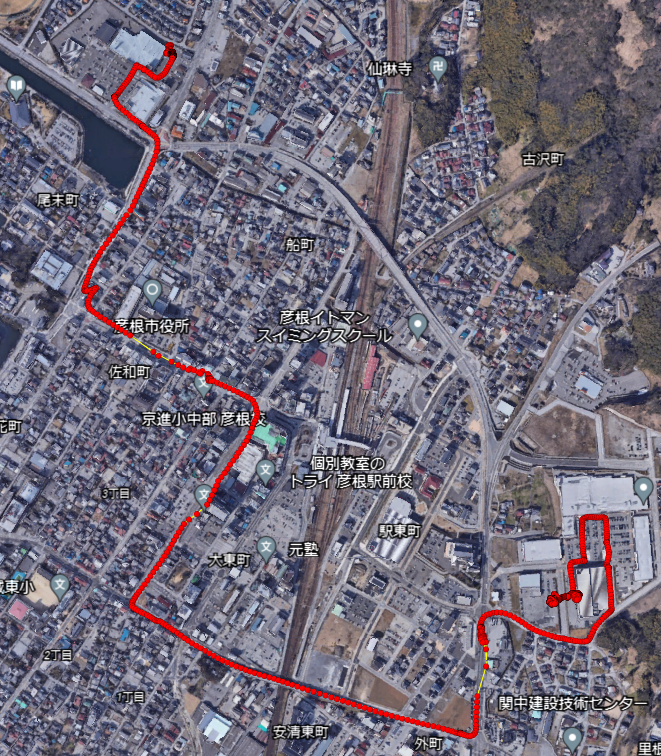 仙琳寺
古沢町
尾末町
船町
彦根イトマン
スイミングスクール
彦根市役所
佐和町
京進小中部 彦根校
個別教室の
トライ 彦根駅前校
3丁目
駅東町
大東町
元塾
城東小
2丁目
1丁目
関中建設技術センター
安清東町
外町